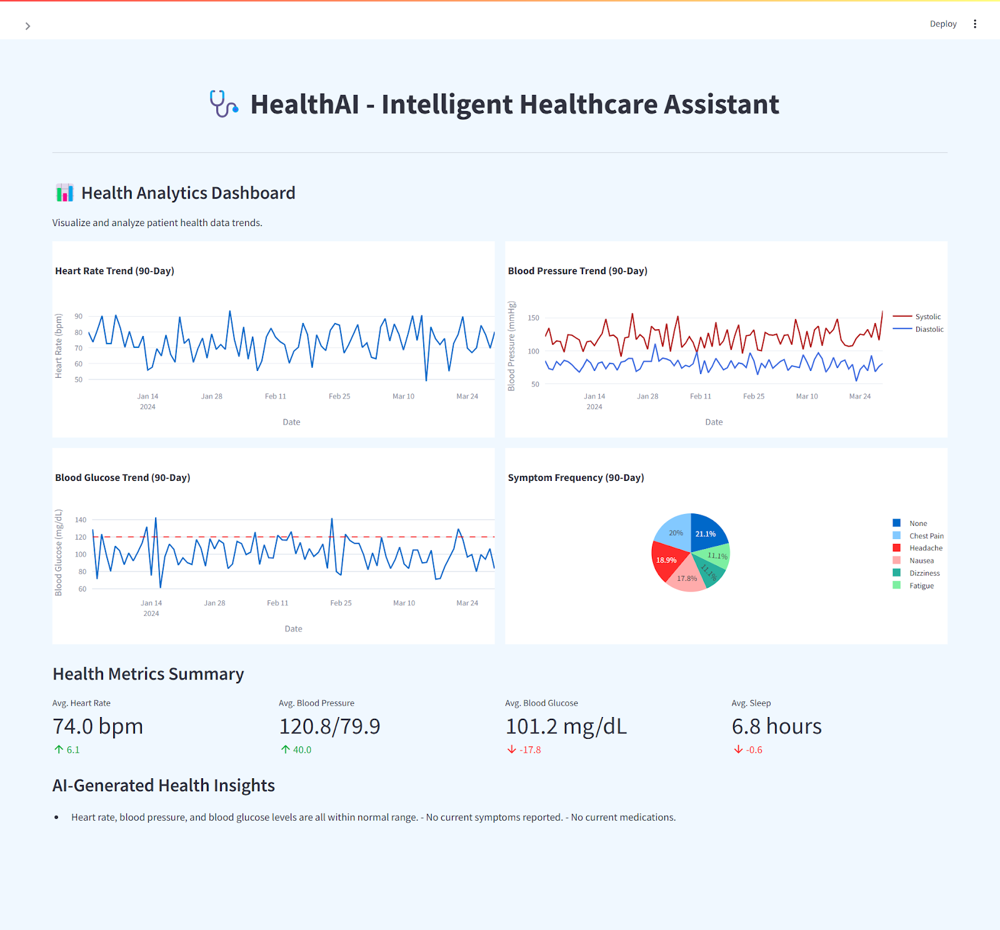 Deploy
HealthAI - Intelligent Healthcare Assistant
Health Analytics Dashboard
Visualize and analyze patient health data trends.
Heart Rate Trend (90-Day)
Heart Rate (bpm)
90
80
70
60
50
Jan 14
2024
Jan 28
Feb 11
Feb 25
Mar 10
Mar 24
Date
Blood Pressure Trend (90-Day)
Blood Pressure (mmHg)
150
100
50
Jan 14
2024
Jan 28
Feb 11
Feb 25
Mar 10
Mar 24
Date
Systolic
Diastolic
Blood Glucose Trend (90-Day)
Blood Glucose (mg/dL)
140
120
100
80
60
Jan 14
2024
Jan 28
Feb 11
Feb 25
Mar 10
Mar 24
Date
Symptom Frequency (90-Day)
20%
21.1%
11.1%
11.1%
17.8%
18.9%
None
Chest Pain
Headache
Nausea
Dizziness
Fatigue
Health Metrics Summary
Avg. Heart Rate
74.0 bpm
↑ 6.1
Avg. Blood Pressure
120.8/79.9
↑ 40.0
Avg. Blood Glucose
101.2 mg/dL
↓ -17.8
Avg. Sleep
6.8 hours
↓ -0.6
AI-Generated Health Insights
• Heart rate, blood pressure, and blood glucose levels are all within normal range. - No current symptoms reported. - No current medications.